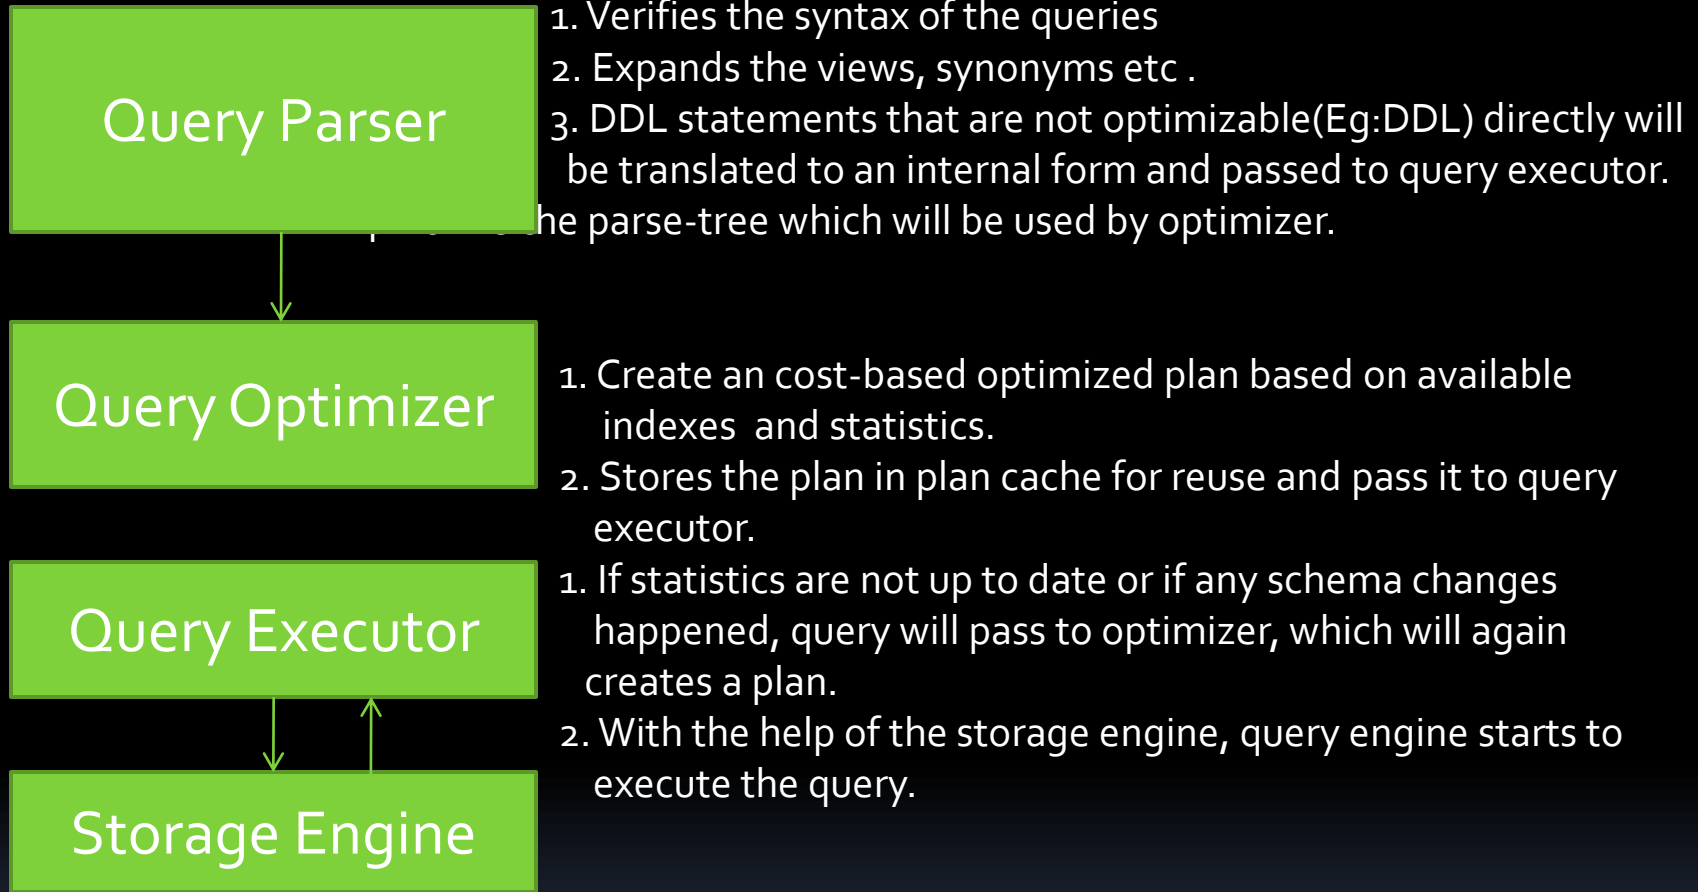 Query Parser
1. Verifies the syntax of the queries
2. Expands the views, synonyms etc .
3. DDL statements that are not optimizable(Eg:DDL) directly will
be translated to an internal form and passed to query executor.
the parse-tree which will be used by optimizer.
Query Optimizer
1. Create an cost-based optimized plan based on available
indexes and statistics.
2. Stores the plan in plan cache for reuse and pass it to query
executor.
Query Executor
1. If statistics are not up to date or if any schema changes
happened, query will pass to optimizer, which will again
creates a plan.
2. With the help of the storage engine, query engine starts to
execute the query.
Storage Engine